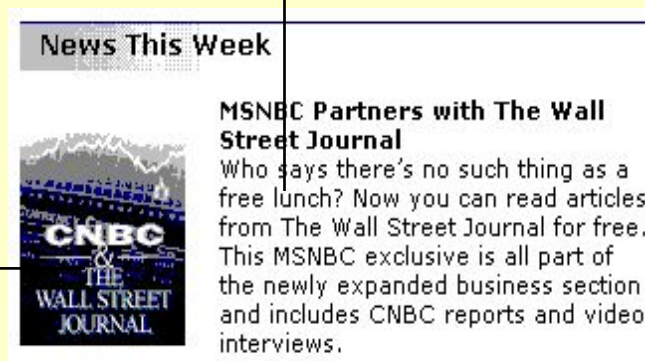 News This Week
MSNBC Partners with The Wall
Street Journal
Who says there's no such thing as a
free lunch? Now you can read articles
from The Wall Street Journal for free.
This MSNBC exclusive is all part of
the newly expanded business section
and includes CNBC reports and video
interviews.
CNBC
&
THE
WALL STREET
JOURNAL